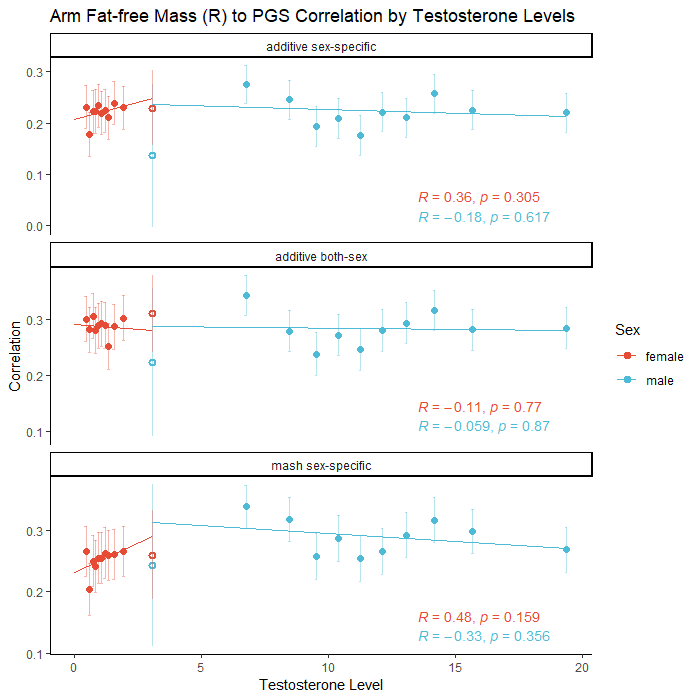 Arm Fat-free Mass (R) to PGS Correlation by Testosterone Levels
additive sex-specific
0.3
0.2
0.1
0.0
R = 0.36, p = 0.305
R = −0.18, p = 0.617
additive both-sex
0.3
0.2
0.1
R = −0.11, p = 0.77
R = −0.059, p = 0.87
mash sex-specific
0.3
0.2
0.1
R = 0.48, p = 0.159
R = −0.33, p = 0.356
0 5 10 15 20
Testosterone Level
Correlation
Sex
female
male